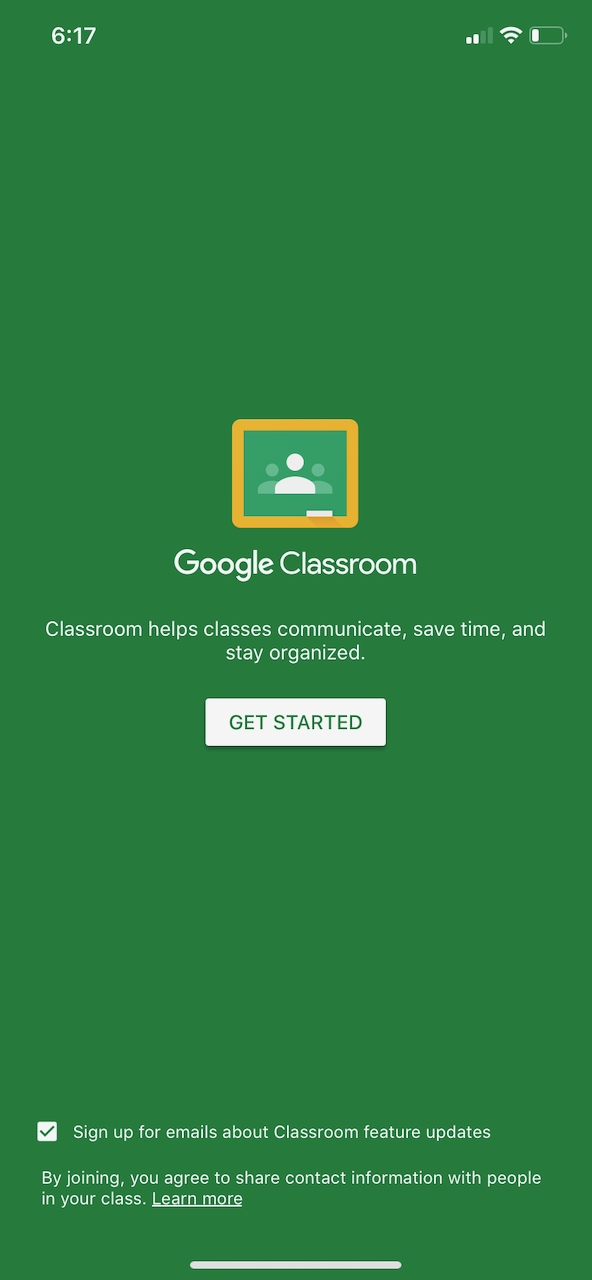 6:17
Google Classroom
Classroom helps classes communicate, save time, and
stay organized.
GET STARTED
Sign up for emails about Classroom feature updates
By joining, you agree to share contact information with people
in your class. Learn more